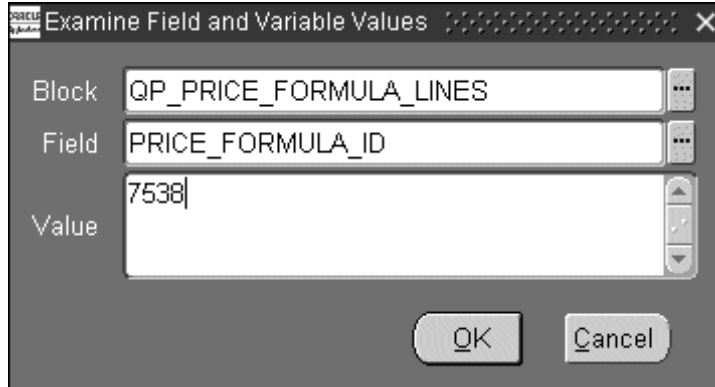 Examine Field and Variable Values
Block QP_PRICE_FORMULA_LINES
Field PRICE_FORMULA_ID
Value 7538
OK Cancel